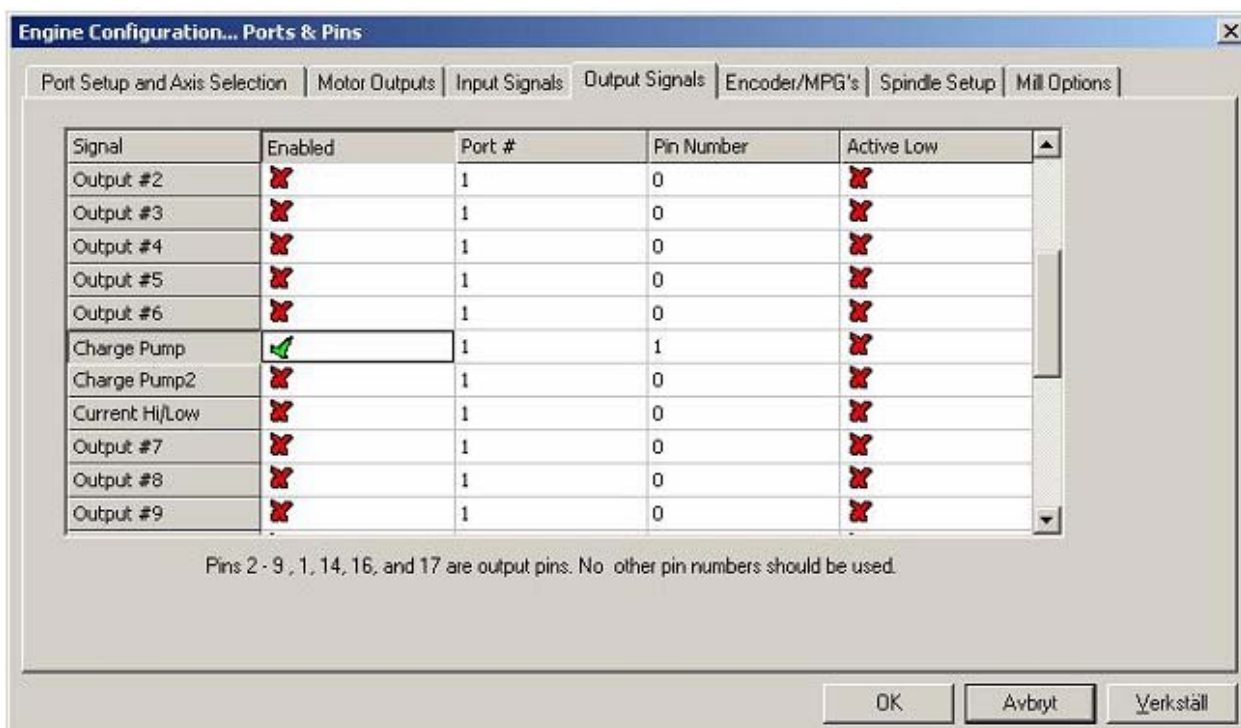 Engine Configuration... Ports & Pins
Port Setup and Axis Selection Motor Outputs Input Signals Output Signals Encoder/MPG's Spindle Setup Mill Options
Signal Enabled Port # Pin Number Active Low
Output #2 1 0
Output #3 1 0
Output #4 1 0
Output #5 1 0
Output #6 1 0
Charge Pump 1 1
Charge Pump2 1 0
Current Hi/Low 1 0
Output #7 1 0
Output #8 1 0
Output #9 1 0
Pins 2 - 9 , 1, 14, 16, and 17 are output pins. No other pin numbers should be used.
OK Avbryt Verkställ